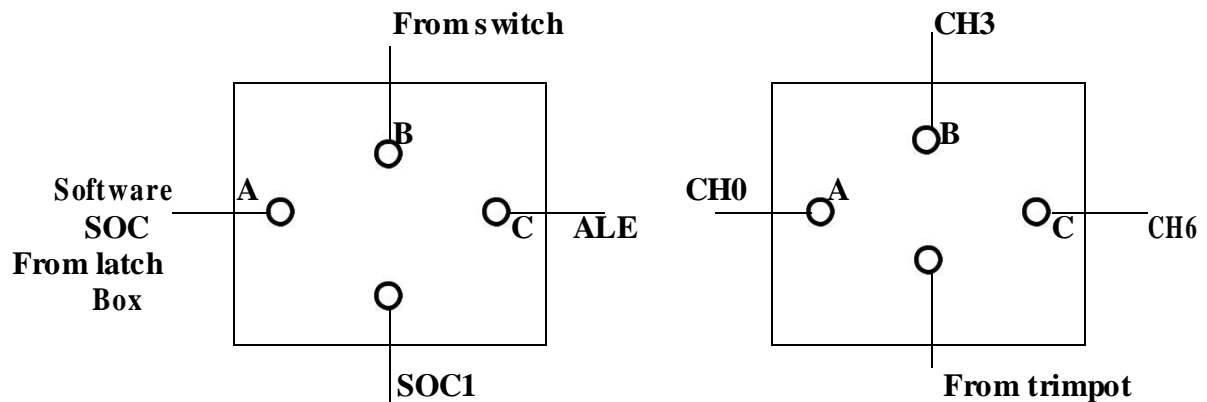 From switch
B
Software
SOC
From latch
Box
A
C
ALE
SOC1
CH3
B
CH0
A
C
CH6
From trimpot